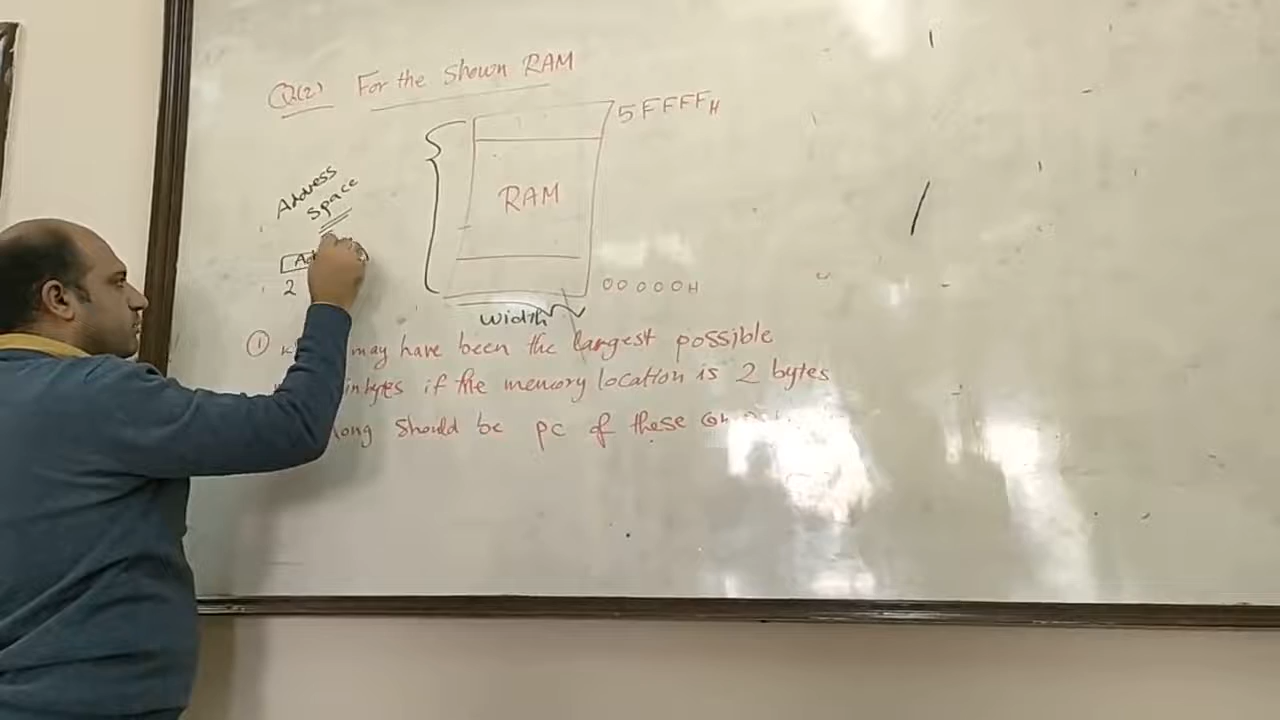 Q(2) For the Shown RAM
5FFFFH
Address
space
RAM
2
00000H
width
① may have been the largest possible
in bytes if the memory location is 2 bytes
long should be pc of these